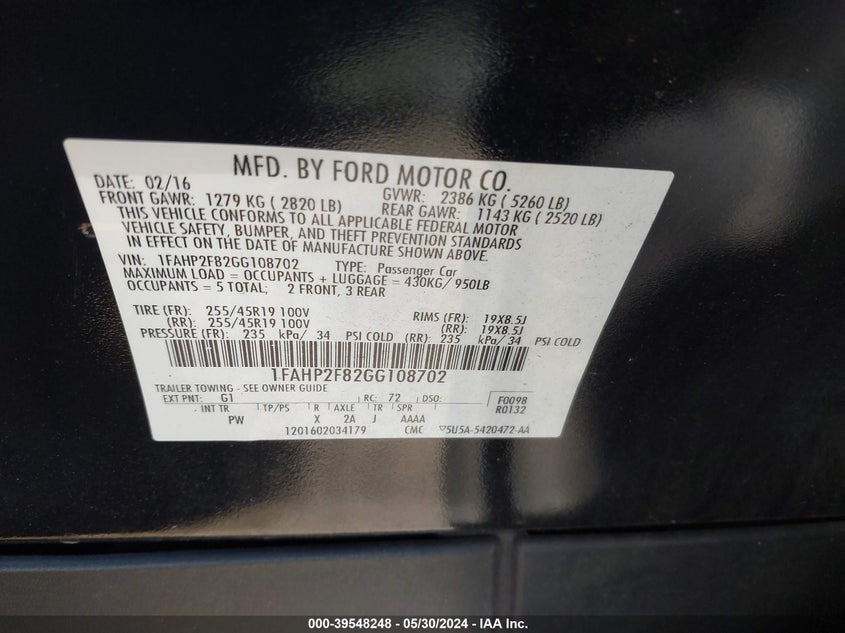 MFD. BY FORD MOTOR CO.
DATE: 02/16 GVWR: 2386 KG ( 5260 LB)
FRONT GAWR: 1279 KG ( 2820 LB) REAR GAWR: 1143 KG ( 2520 LB)
THIS VEHICLE CONFORMS TO ALL APPLICABLE FEDERAL MOTOR
VEHICLE SAFETY, BUMPER, AND THEFT PREVENTION STANDARDS
IN EFFECT ON THE DATE OF MANUFACTURE SHOWN ABOVE.
VIN: 1FAHP2F82GG108702 TYPE: Passenger Car
MAXIMUM LOAD = OCCUPANTS + LUGGAGE = 430KG/ 950LB
OCCUPANTS = 5 TOTAL; 2 FRONT, 3 REAR
TIRE (FR): 255/45R19 100V RIMS (FR): 19X8.5J
(RR): 255/45R19 100V (RR): 19X8.5J
PRESSURE (FR): 235 kPa/ 34 PSI COLD (RR): 235 kPa/ 34 PSI COLD
1FAHP2F82GG108702
TRAILER TOWING - SEE OWNER GUIDE
EXT PNT: G1 RC: 72 DSO: F0098
R0132
INT TR TP/PS R AXLE TR SPR
PW X 2A J AAAA
1201602034179 CMC ▽5U5A-5420472-AA
000-39548248 - 05/30/2024 - IAA Inc.